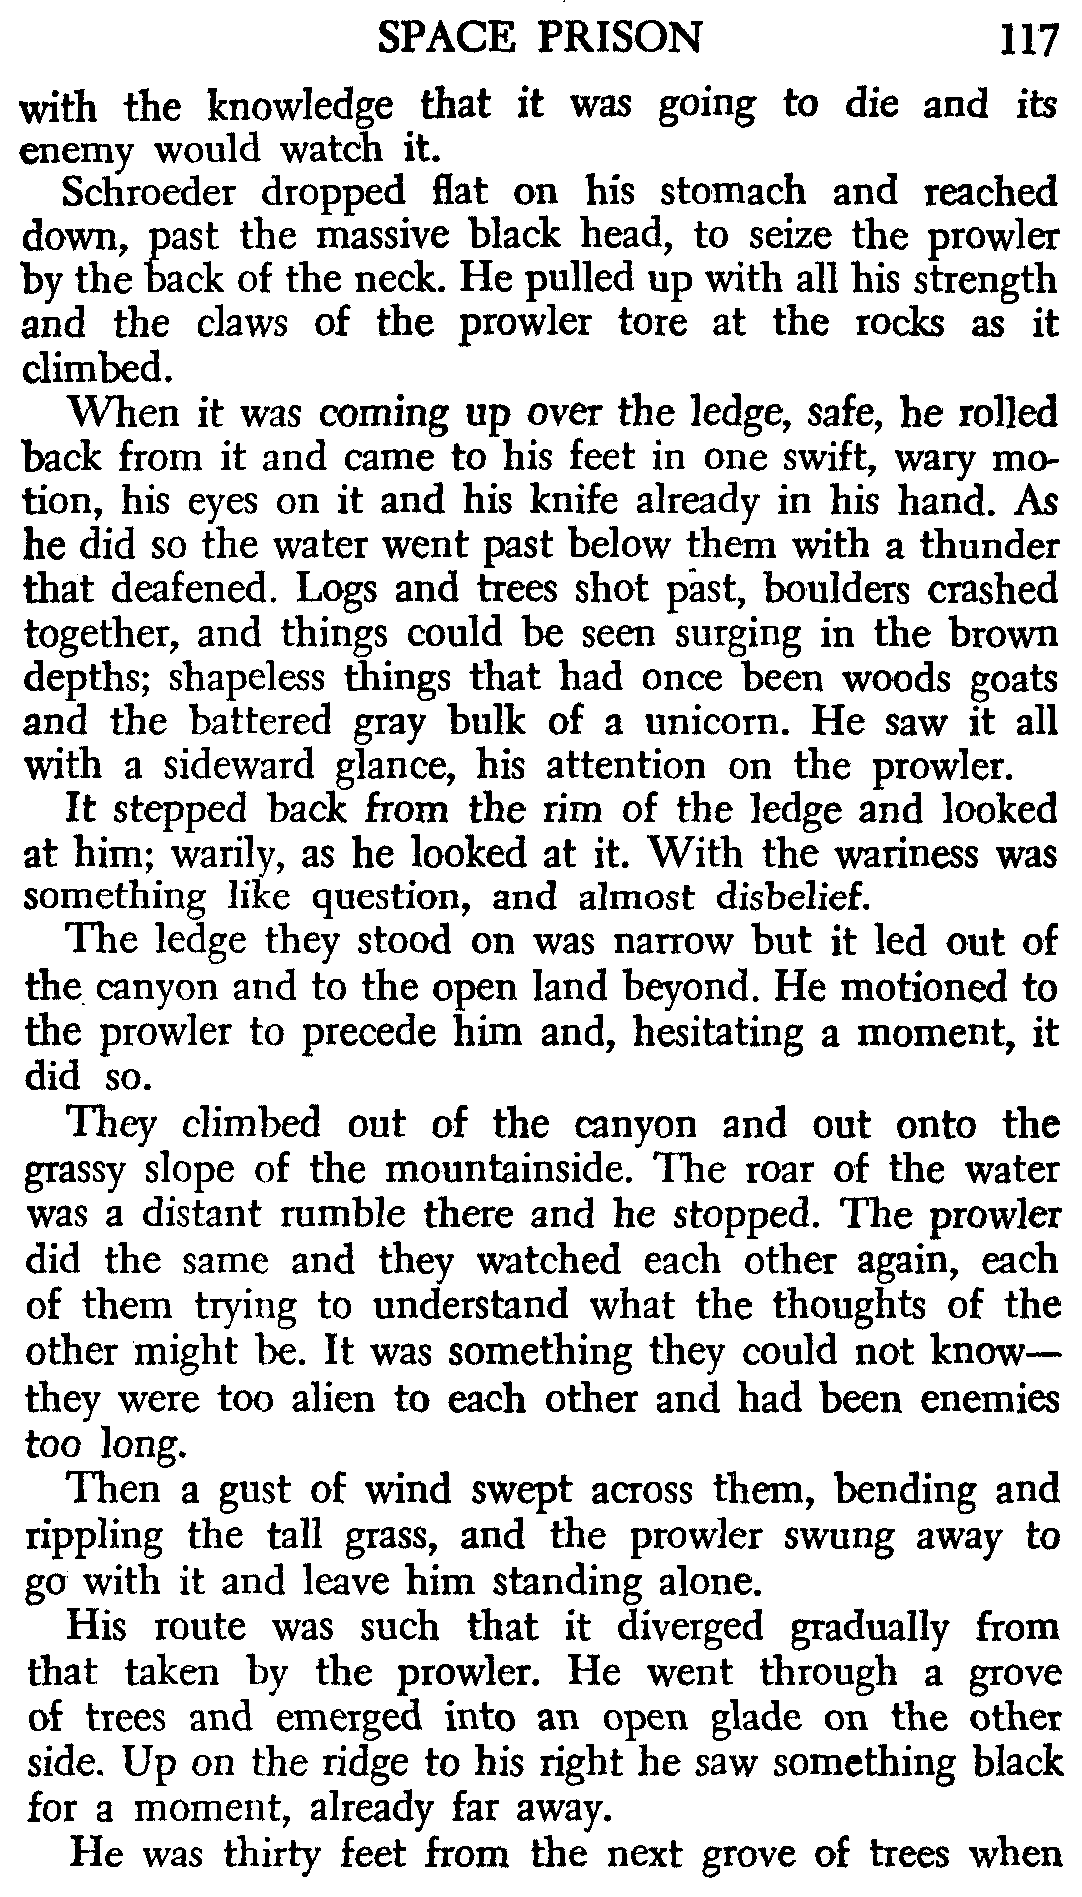 SPACE PRISON 117
with the knowledge that it was going to die and its
enemy would watch it.
Schroeder dropped flat on his stomach and reached
down, past the massive black head, to seize the prowler
by the back of the neck. He pulled up with all his strength
and the claws of the prowler tore at the rocks as it
climbed.
When it was coming up over the ledge, safe, he rolled
back from it and came to his feet in one swift, wary mo-
tion, his eyes on it and his knife already in his hand. As
he did so the water went past below them with a thunder
that deafened. Logs and trees shot past, boulders crashed
together, and things could be seen surging in the brown
depths; shapeless things that had once been woods goats
and the battered gray bulk of a unicorn. He saw it all
with a sideward glance, his attention on the prowler.
It stepped back from the rim of the ledge and looked
at him; warily, as he looked at it. With the wariness was
something like question, and almost disbelief.
The ledge they stood on was narrow but it led out of
the canyon and to the open land beyond. He motioned to
the prowler to precede him and, hesitating a moment, it
did so.
They climbed out of the canyon and out onto the
grassy slope of the mountainside. The roar of the water
was a distant rumble there and he stopped. The prowler
did the same and they watched each other again, each
of them trying to understand what the thoughts of the
other might be. It was something they could not know—
they were too alien to each other and had been enemies
too long.
Then a gust of wind swept across them, bending and
rippling the tall grass, and the prowler swung away to
go with it and leave him standing alone.
His route was such that it diverged gradually from
that taken by the prowler. He went through a grove
of trees and emerged into an open glade on the other
side. Up on the ridge to his right he saw something black
for a moment, already far away.
He was thirty feet from the next grove of trees when